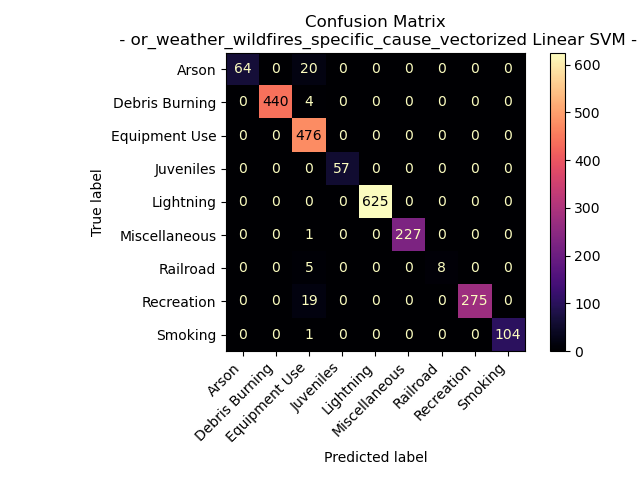 Confusion Matrix
- or_weather_wildfires_specific_cause_vectorized Linear SVM -
True label
Arson 64 0 20 0 0 0 0 0 0
Debris Burning 0 440 4 0 0 0 0 0 0
Equipment Use 0 0 476 0 0 0 0 0 0
Juveniles 0 0 0 57 0 0 0 0 0
Lightning 0 0 0 0 625 0 0 0 0
Miscellaneous 0 0 1 0 0 227 0 0 0
Railroad 0 0 5 0 0 0 8 0 0
Recreation 0 0 19 0 0 0 0 275 0
Smoking 0 0 1 0 0 0 0 0 104
Arson
Debris Burning
Equipment Use
Juveniles
Lightning
Miscellaneous
Railroad
Recreation
Smoking
Predicted label
600
500
400
300
200
100
0